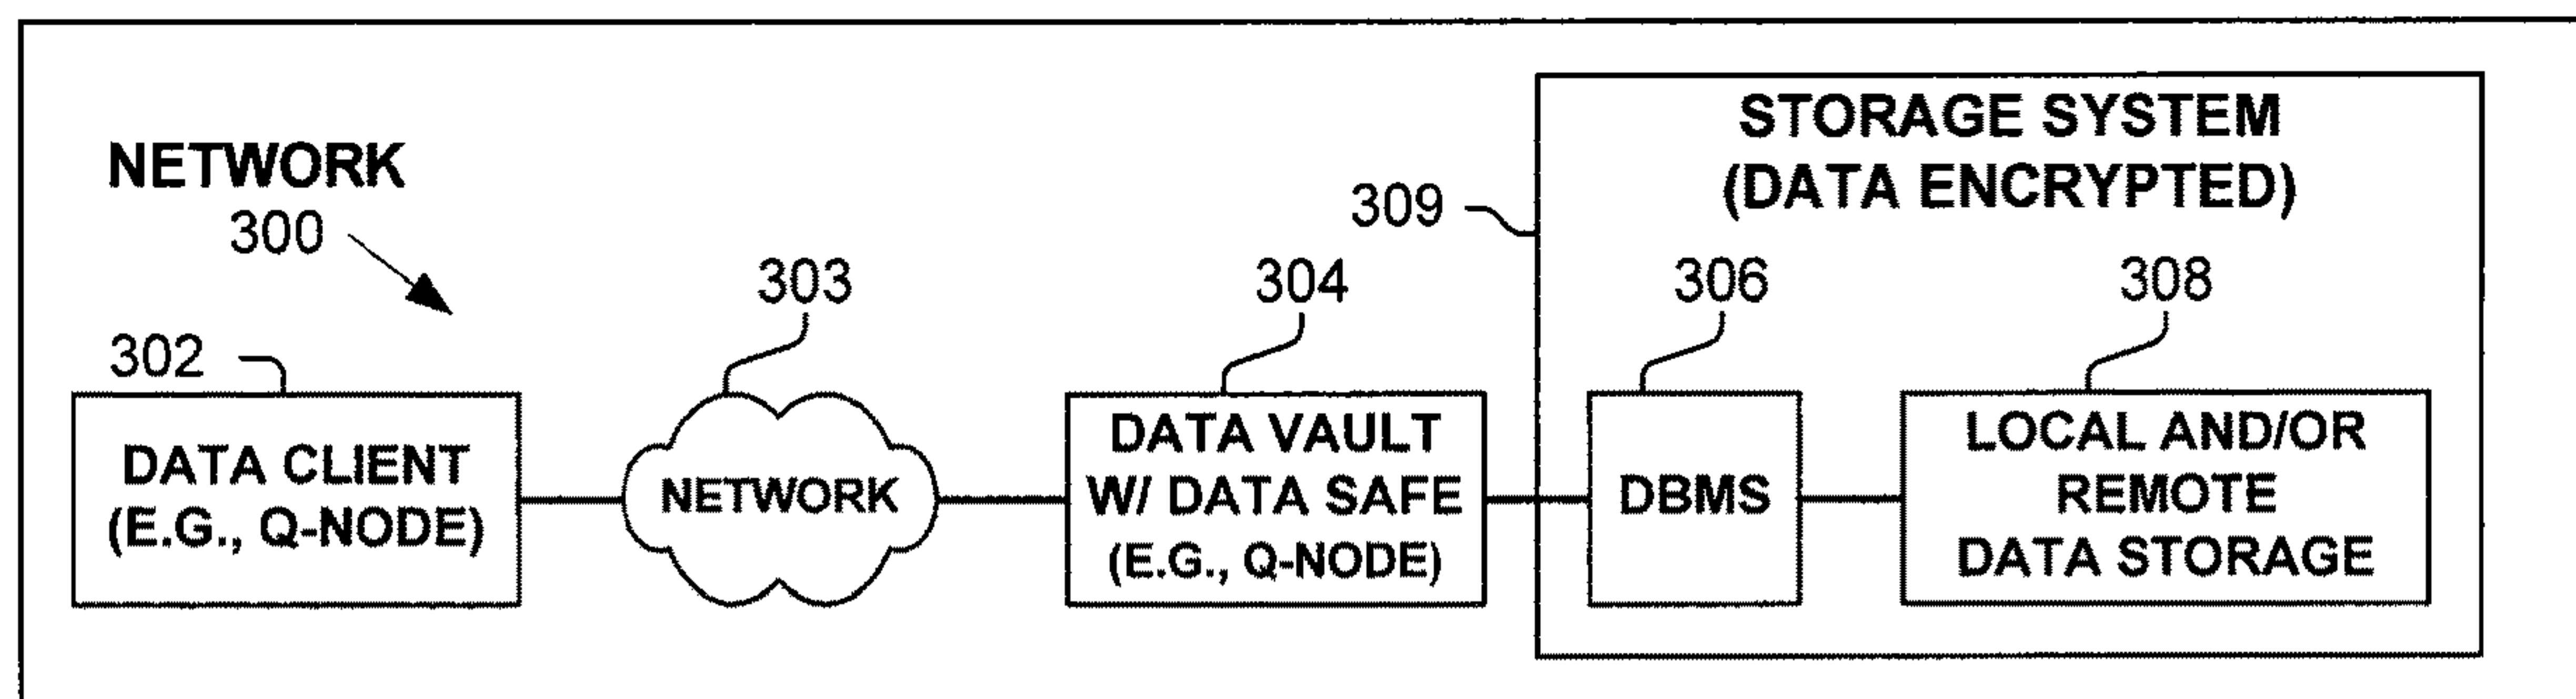 STORAGE SYSTEM
(DATA ENCRYPTED)
NETWORK
300
309
303
304
306
308
302
DATA CLIENT
(E.G., Q-NODE)
NETWORK
DATA VAULT
W/ DATA SAFE
(E.G., Q-NODE)
DBMS
LOCAL AND/OR
REMOTE
DATA STORAGE